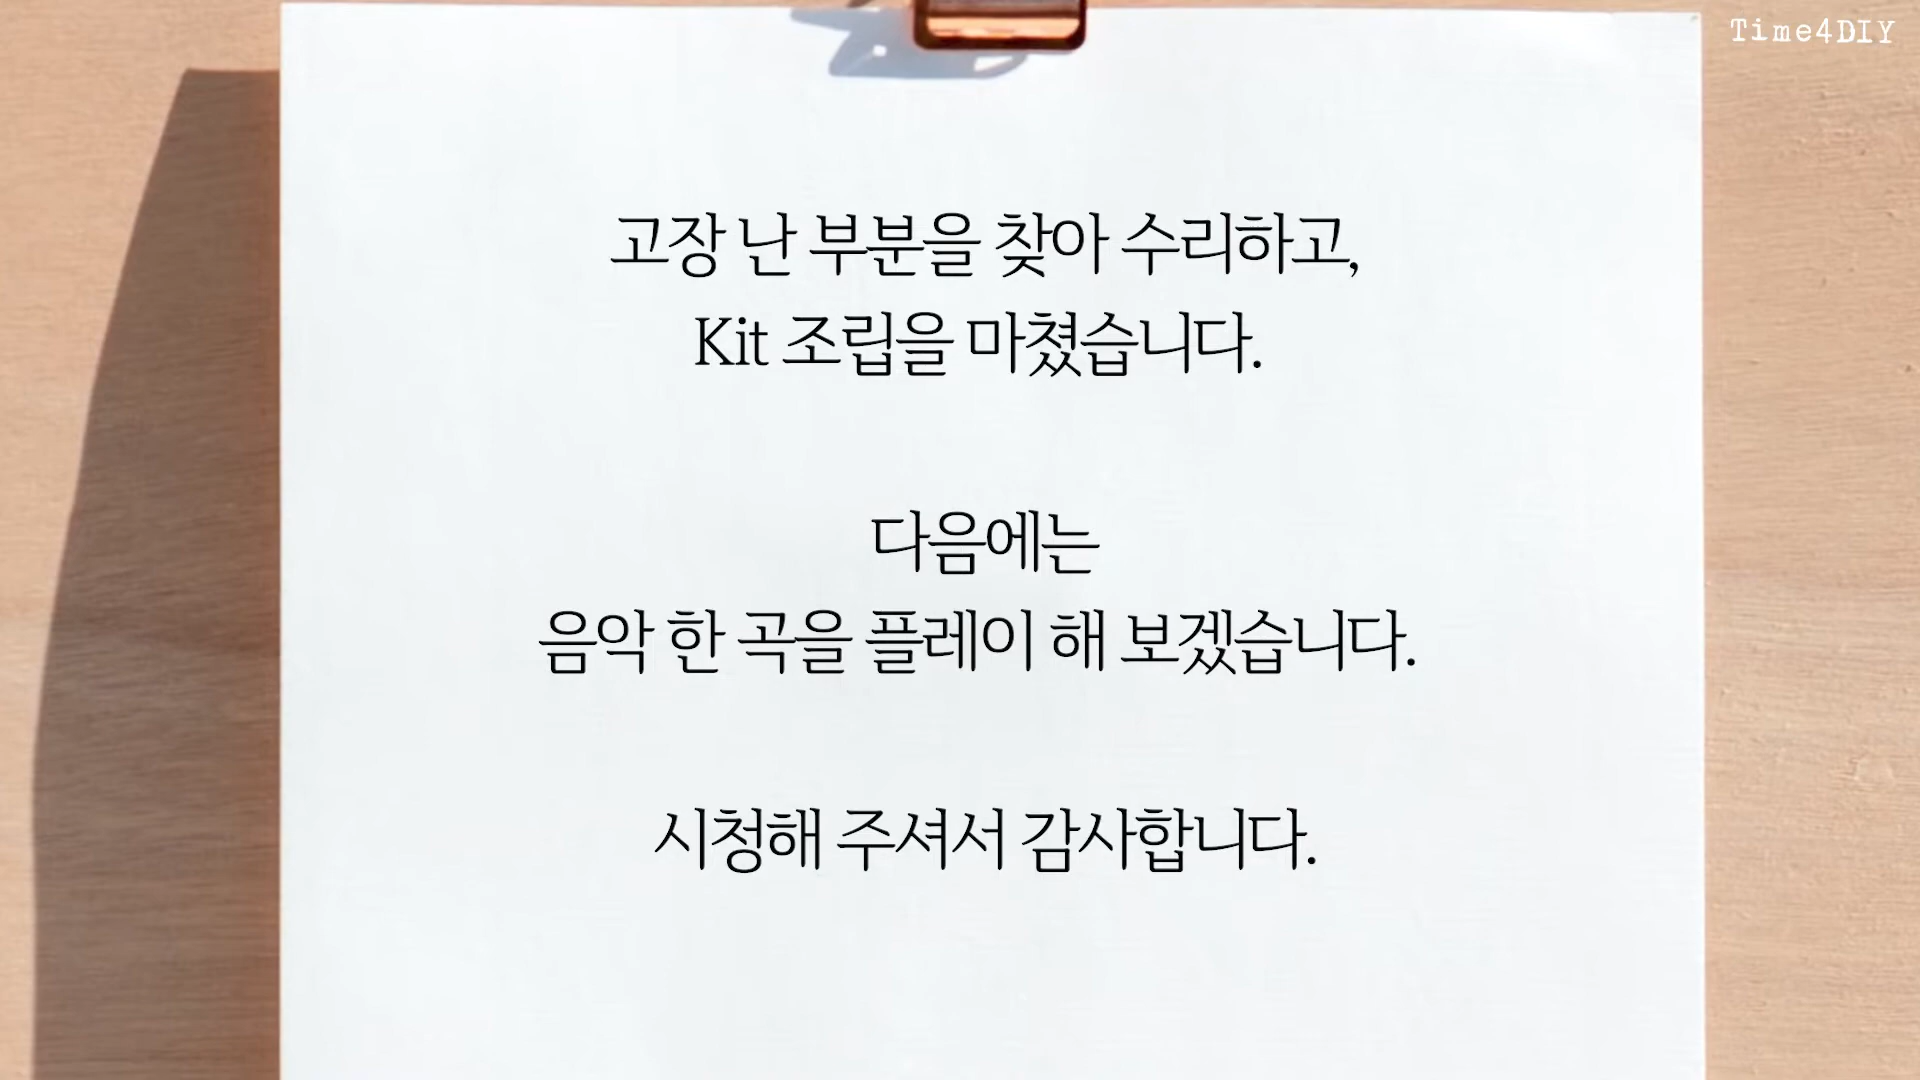 Time4DIY
고장 난 부분을 찾아 수리하고,
Kit 조립을 마쳤습니다.
다음에는
음악 한 곡을 플레이 해 보겠습니다.
시청해 주셔서 감사합니다.